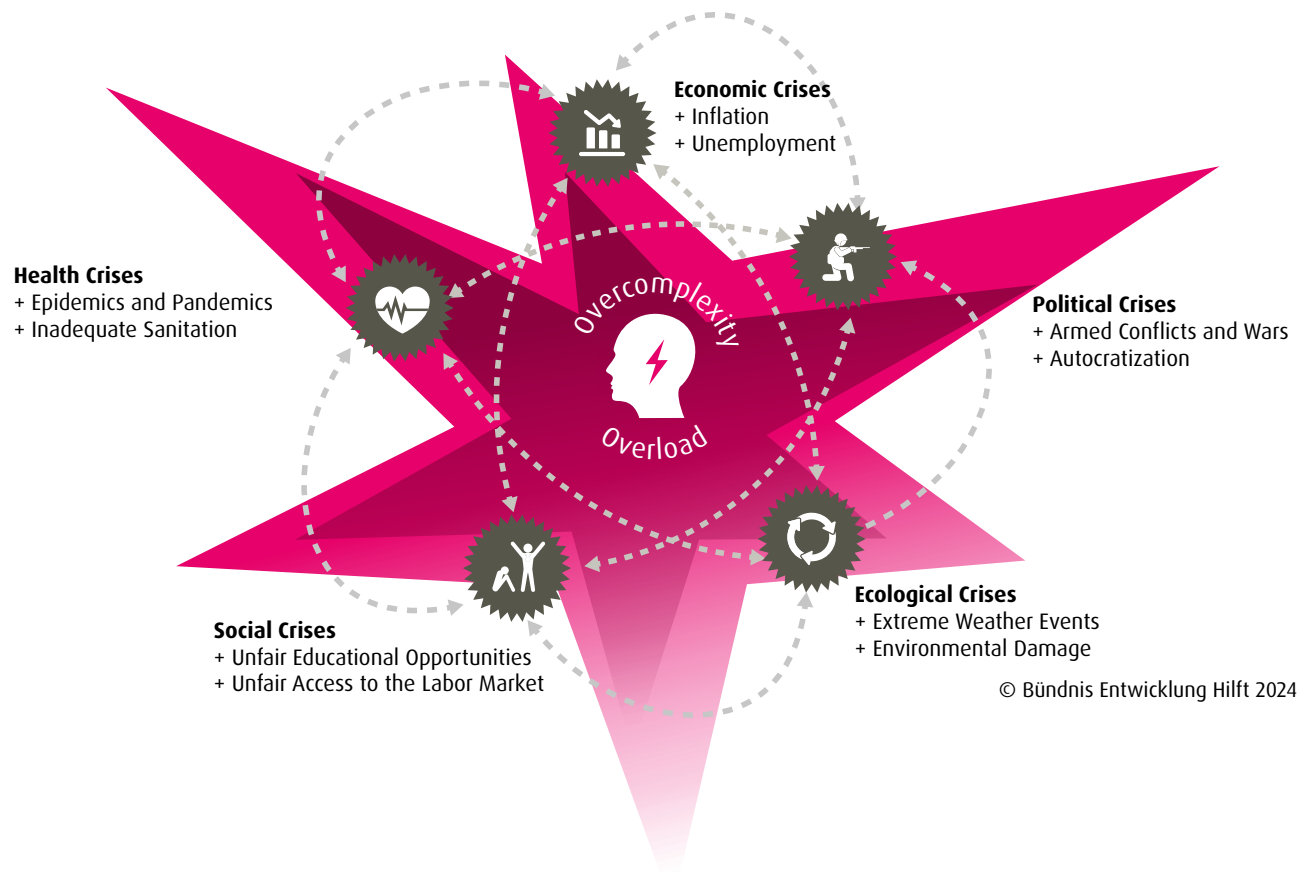 Economic Crises
+ Inflation
+ Unemployment
Health Crises
+ Epidemics and Pandemics
+ Inadequate Sanitation
Overcomplexity
Overload
Political Crises
+ Armed Conflicts and Wars
+ Autocratization
Social Crises
+ Unfair Educational Opportunities
+ Unfair Access to the Labor Market
Ecological Crises
+ Extreme Weather Events
+ Environmental Damage
© Bündnis Entwicklung Hilft 2024